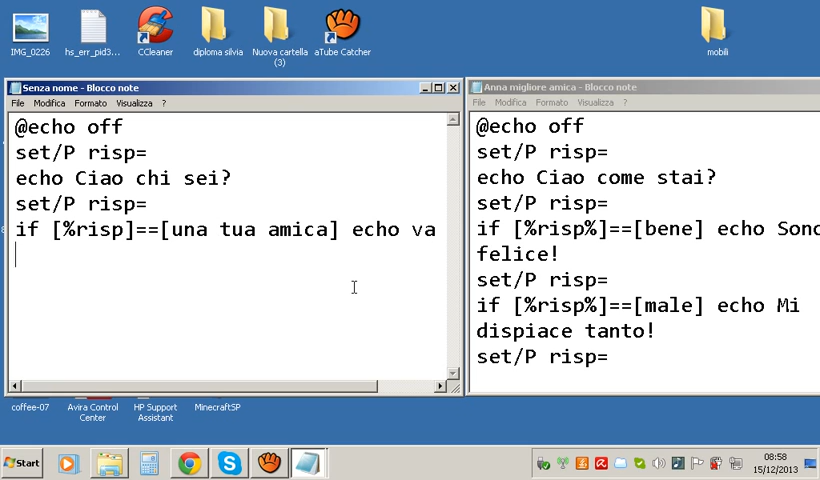 IMG_0226
hs_err_pid3...
CCleaner
diploma silvia
Nuova cartella
(3)
aTube Catcher
mobili
Senza nome - Blocco note
File Modifica Formato Visualizza ?
@echo off
set/P risp=
echo Ciao chi sei?
set/P risp=
if [%risp]==[una tua amica] echo va
Anna migliore amica - Blocco note
File Modifica Formato Visualizza ?
@echo off
set/P risp=
echo Ciao come stai?
set/P risp=
if [%risp%]==[bene] echo Sono
felice!
set/P risp=
if [%risp%]==[male] echo Mi
dispiace tanto!
set/P risp=
coffee-07
Avira Control
Center
HP Support
Assistant
MinecraftSP
Start
08:58
15/12/2013